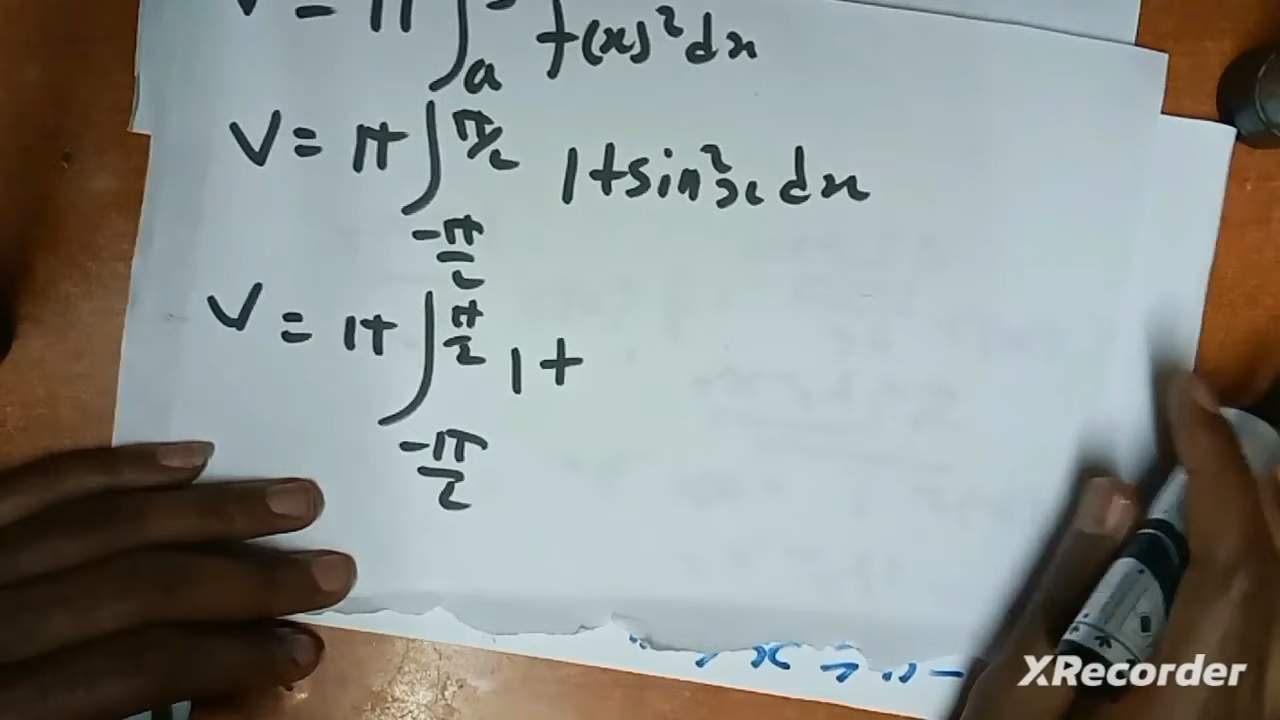 V = π ∫ₐ f(x)² dx
V = π ∫_{-π/2}^{π/2} 1+sin²x dx
V = π ∫_{-π/2}^{π/2} 1+
XRecorder